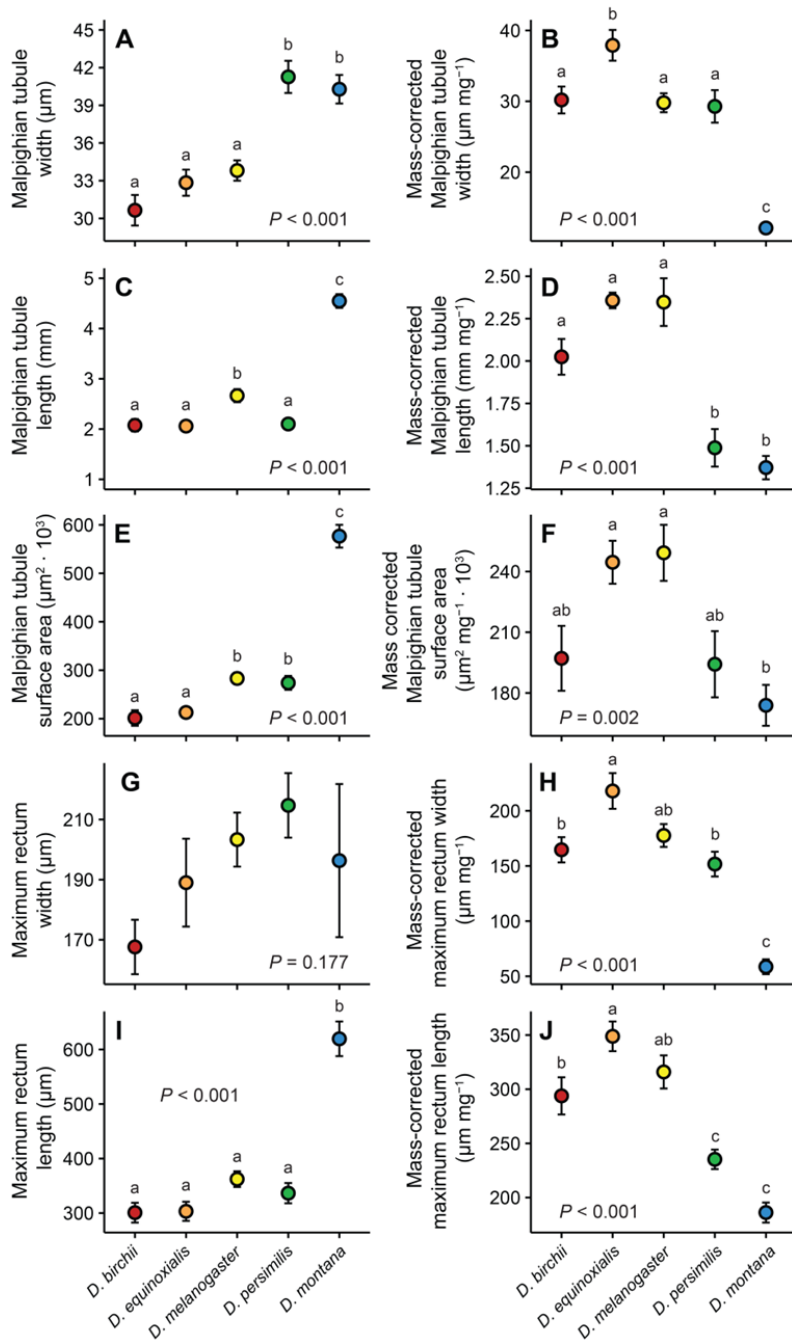 A
Malpighian tubule
width (µm)
45
42
39
36
33
30
a
a
a
b
b
P < 0.001
B
Mass-corrected
Malpighian tubule
width (µm mg⁻¹)
40
30
20
a
b
a
a
c
P < 0.001
C
Malpighian tubule
length (mm)
5
4
3
2
1
a
a
b
a
c
P < 0.001
D
Mass-corrected
Malpighian tubule
length (mm mg⁻¹)
2.50
2.25
2.00
1.75
1.50
1.25
a
a
a
b
b
P < 0.001
E
Malpighian tubule
surface area (µm² · 10³)
600
500
300
200
a
a
b
b
c
P < 0.001
F
Mass corrected
Malpighian tubule
surface area
(µm² mg⁻¹ · 10³)
240
210
180
ab
a
a
ab
b
P = 0.002
G
Maximum rectum
width (µm)
210
190
170
P = 0.177
H
Mass-corrected
maximum rectum width
(µm mg⁻¹)
200
150
100
50
b
a
ab
b
c
P < 0.001
I
Maximum rectum
length (µm)
600
500
400
300
a
a
a
a
b
P < 0.001
J
Mass-corrected
maximum rectum length
(µm mg⁻¹)
350
300
250
200
b
a
ab
c
c
P < 0.001
D. birchii
D. equinoxialis
D. melanogaster
D. persimilis
D. montana
D. birchii
D. equinoxialis
D. melanogaster
D. persimilis
D. montana